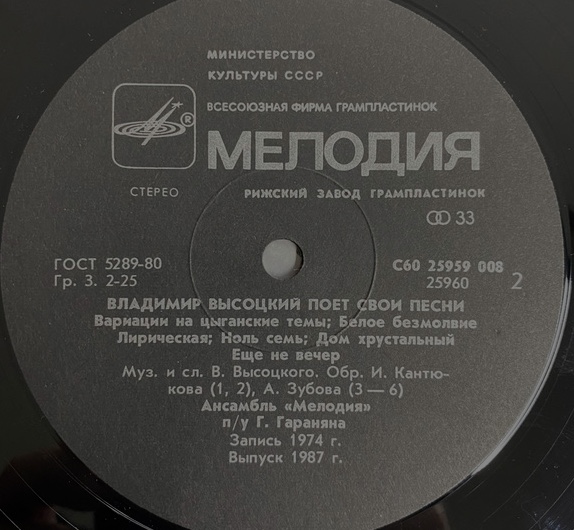 МИНИСТЕРСТВО
КУЛЬТУРЫ СССР
ВСЕСОЮЗНАЯ ФИРМА ГРАМПЛАСТИНОК
®
МЕЛОДИЯ
СТЕРЕО
РИЖСКИЙ ЗАВОД ГРАМПЛАСТИНОК
33
ГОСТ 5289-80
С60 25959 008
Гр. 3. 2-25
25960
2
ВЛАДИМИР ВЫСОЦКИЙ ПОЕТ СВОИ ПЕСНИ
Вариации на цыганские темы; Белое безмолвие
Лирическая; Ноль семь; Дом хрустальный
Еще не вечер
Муз. и сл. В. Высоцкого. Обр. И. Кантю-
кова (1, 2), А. Зубова (3 — 6)
Ансамбль «Мелодия»
п/у Г. Гараняна
Запись 1974 г.
Выпуск 1987 г.